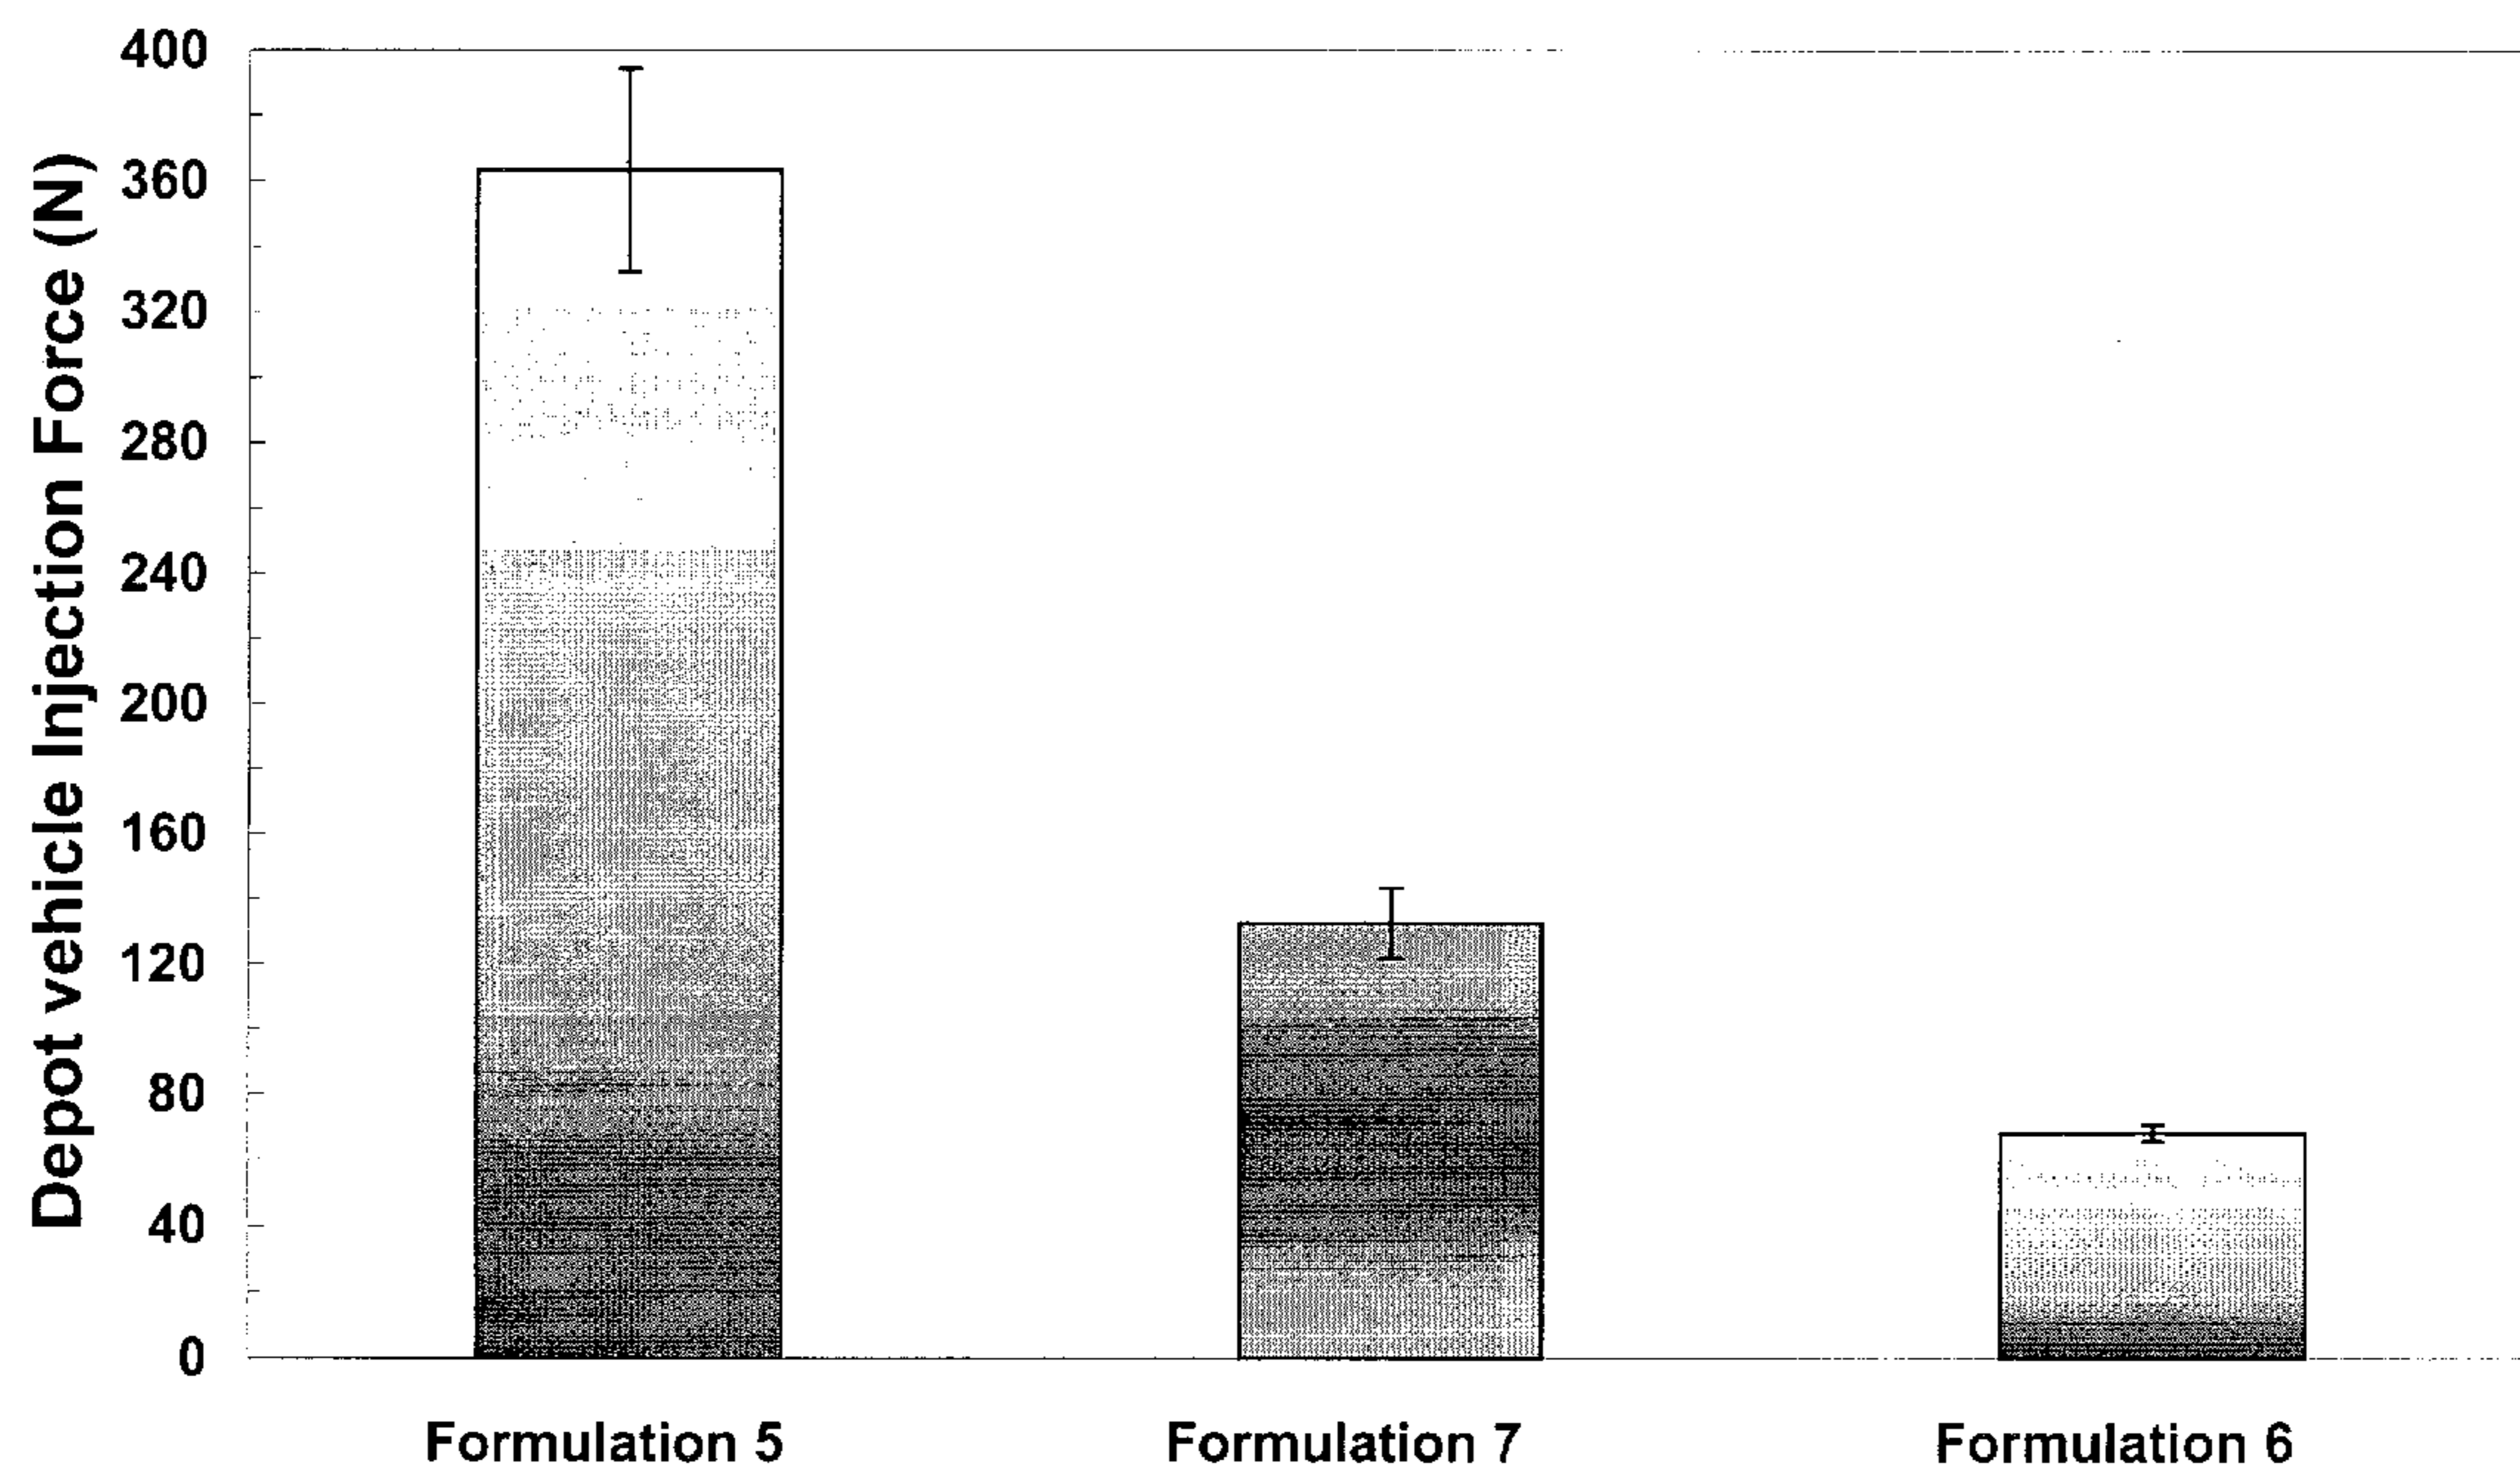 Depot vehicle Injection Force (N)
400
360
320
280
240
200
160
120
80
40
0
Formulation 5
Formulation 7
Formulation 6